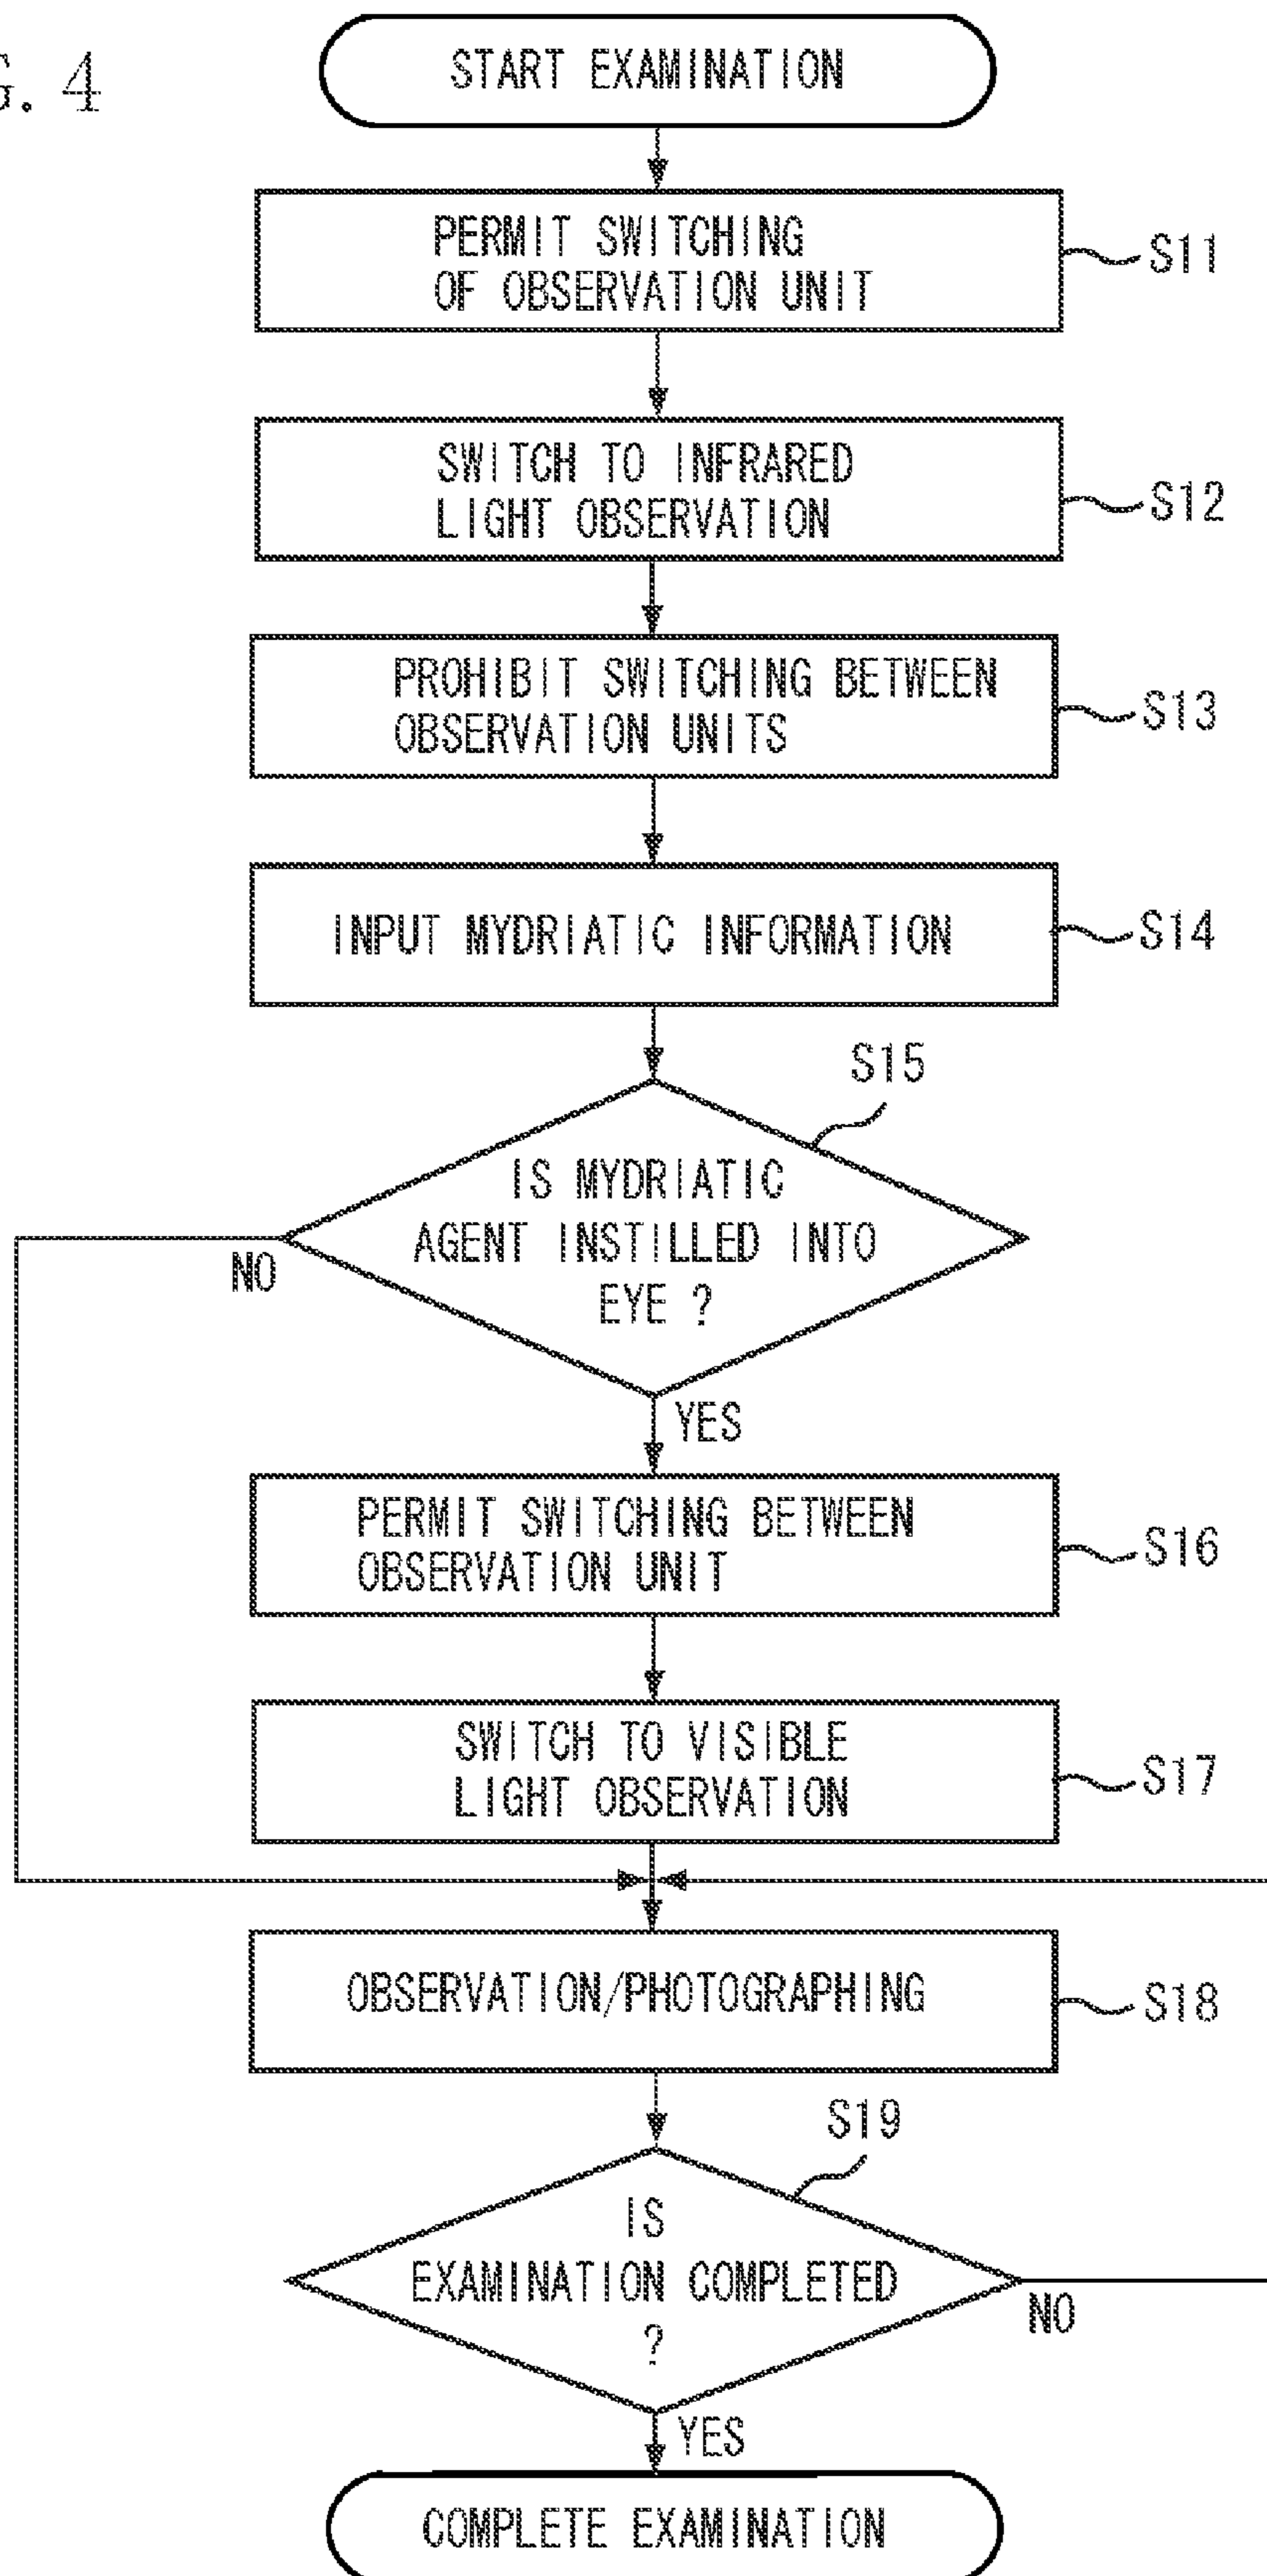 G. 4
START EXAMINATION
PERMIT SWITCHING
OF OBSERVATION UNIT
S11
SWITCH TO INFRARED
LIGHT OBSERVATION
S12
PROHIBIT SWITCHING BETWEEN
OBSERVATION UNITS
S13
INPUT MYDRIATIC INFORMATION
S14
S15
IS MYDRIATIC
AGENT INSTILLED INTO
EYE ?
NO
YES
PERMIT SWITCHING BETWEEN
OBSERVATION UNIT
S16
SWITCH TO VISIBLE
LIGHT OBSERVATION
S17
OBSERVATION/PHOTOGRAPHING
S18
S19
IS
EXAMINATION COMPLETED
?
NO
YES
COMPLETE EXAMINATION